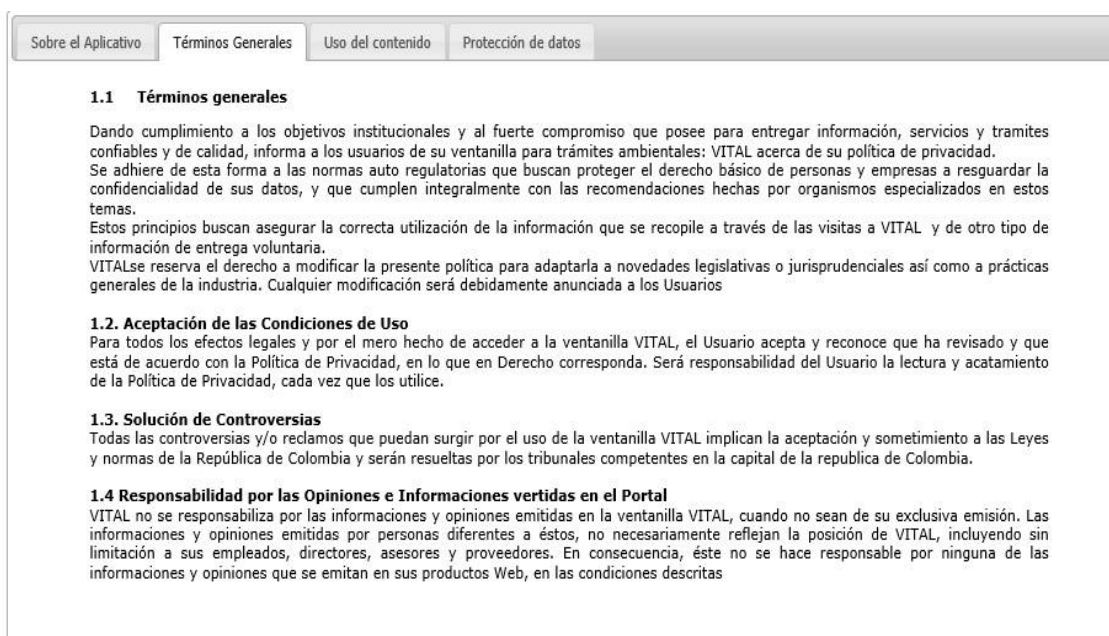 Sobre el Aplicativo Términos Generales Uso del contenido Protección de datos
1.1 Términos generales
Dando cumplimiento a los objetivos institucionales y al fuerte compromiso que posee para entregar información, servicios y tramites
confiables y de calidad, informa a los usuarios de su ventanilla para trámites ambientales: VITAL acerca de su política de privacidad.
Se adhiere de esta forma a las normas auto regulatorias que buscan proteger el derecho básico de personas y empresas a resguardar la
confidencialidad de sus datos, y que cumplen integralmente con las recomendaciones hechas por organismos especializados en estos
temas.
Estos principios buscan asegurar la correcta utilización de la información que se recopile a través de las visitas a VITAL y de otro tipo de
información de entrega voluntaria.
VITALse reserva el derecho a modificar la presente política para adaptarla a novedades legislativas o jurisprudenciales así como a prácticas
generales de la industria. Cualquier modificación será debidamente anunciada a los Usuarios
1.2. Aceptación de las Condiciones de Uso
Para todos los efectos legales y por el mero hecho de acceder a la ventanilla VITAL, el Usuario acepta y reconoce que ha revisado y que
está de acuerdo con la Política de Privacidad, en lo que en Derecho corresponda. Será responsabilidad del Usuario la lectura y acatamiento
de la Política de Privacidad, cada vez que los utilice.
1.3. Solución de Controversias
Todas las controversias y/o reclamos que puedan surgir por el uso de la ventanilla VITAL implican la aceptación y sometimiento a las Leyes
y normas de la República de Colombia y serán resueltas por los tribunales competentes en la capital de la republica de Colombia.
1.4 Responsabilidad por las Opiniones e Informaciones vertidas en el Portal
VITAL no se responsabiliza por las informaciones y opiniones emitidas en la ventanilla VITAL, cuando no sean de su exclusiva emisión. Las
informaciones y opiniones emitidas por personas diferentes a éstos, no necesariamente reflejan la posición de VITAL, incluyendo sin
limitación a sus empleados, directores, asesores y proveedores. En consecuencia, éste no se hace responsable por ninguna de las
informaciones y opiniones que se emitan en sus productos Web, en las condiciones descritas